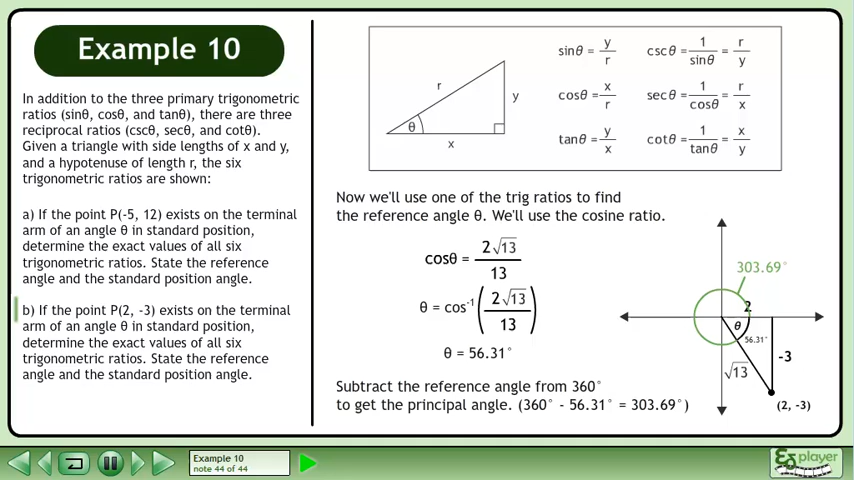 Example 10
In addition to the three primary trigonometric
ratios (sinθ, cosθ, and tanθ), there are three
reciprocal ratios (cscθ, secθ, and cotθ).
Given a triangle with side lengths of x and y,
and a hypotenuse of length r, the six
trigonometric ratios are shown:
a) If the point P(-5, 12) exists on the terminal
arm of an angle θ in standard position,
determine the exact values of all six
trigonometric ratios. State the reference
angle and the standard position angle.
b) If the point P(2, -3) exists on the terminal
arm of an angle θ in standard position,
determine the exact values of all six
trigonometric ratios. State the reference
angle and the standard position angle.
r
y
θ
x
sinθ = y/r
cscθ = 1/sinθ = r/y
cosθ = x/r
secθ = 1/cosθ = r/x
tanθ = y/x
cotθ = 1/tanθ = x/y
Now we'll use one of the trig ratios to find
the reference angle θ. We'll use the cosine ratio.
cosθ = 2√13/13
θ = cos⁻¹(2√13/13)
θ = 56.31°
Subtract the reference angle from 360°
to get the principal angle. (360° - 56.31° = 303.69°)
303.69°
2
θ
56.31°
-3
√13
(2, -3)
Example 10
note 44 of 44
player